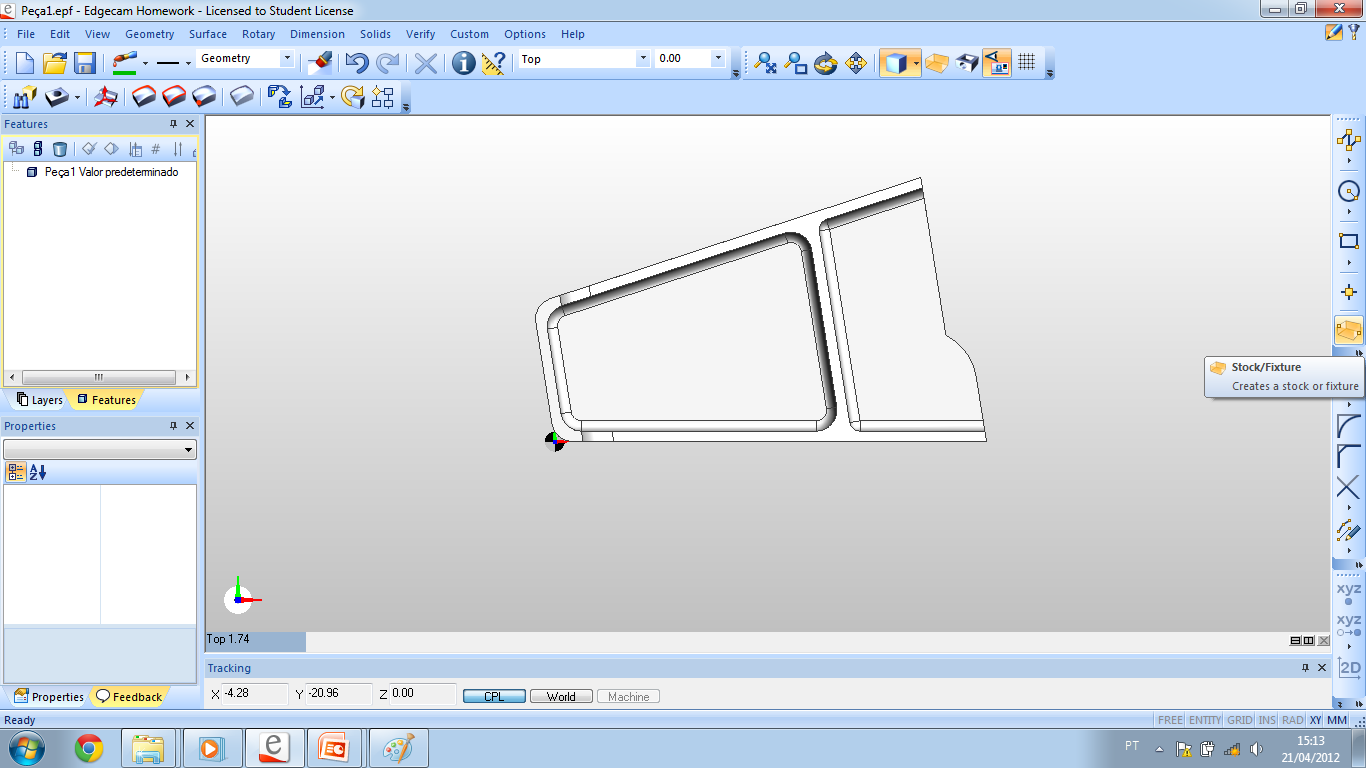 Peça1.epf - Edgecam Homework - Licensed to Student License
File Edit View Geometry Surface Rotary Dimension Solids Verify Custom Options Help
Geometry Top 0.00
Features
#
Peça1 Valor predeterminado
Layers Features
Stock/Fixture
Creates a stock or fixture
Properties
A Z
xyz
xyz
2D
Top 1.74
Tracking
X -4.28 Y -20.96 Z 0.00 CPL World Machine
Properties Feedback
Ready
FREE ENTITY GRID INS RAD XY MM
PT
15:13
21/04/2012